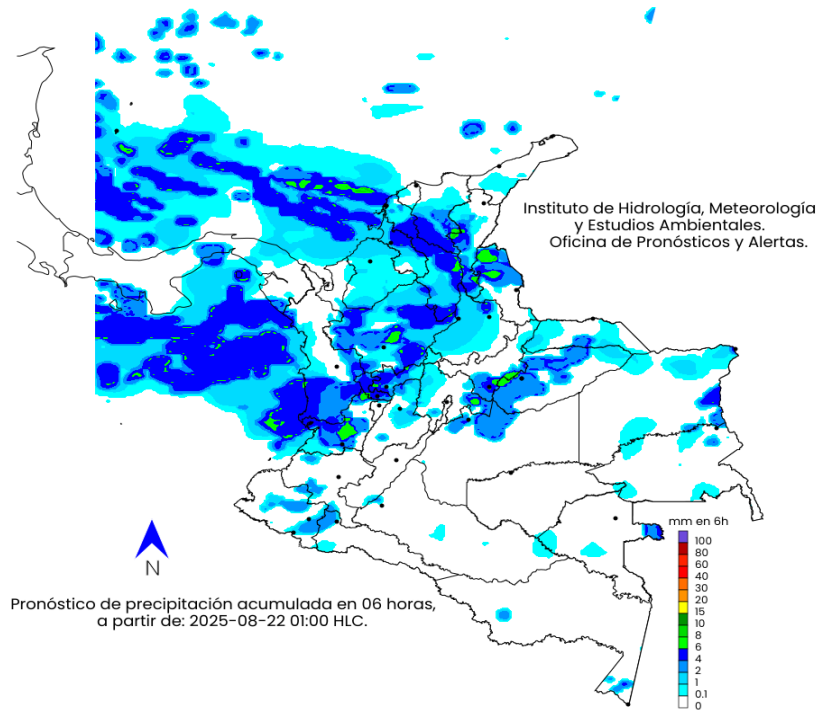 Instituto de Hidrología, Meteorología
y Estudios Ambientales.
Oficina de Pronósticos y Alertas.
mm en 6h
100
80
60
40
30
20
15
10
8
6
4
2
1
0.1
0
N
Pronóstico de precipitación acumulada en 06 horas,
a partir de: 2025-08-22 01:00 HLC.